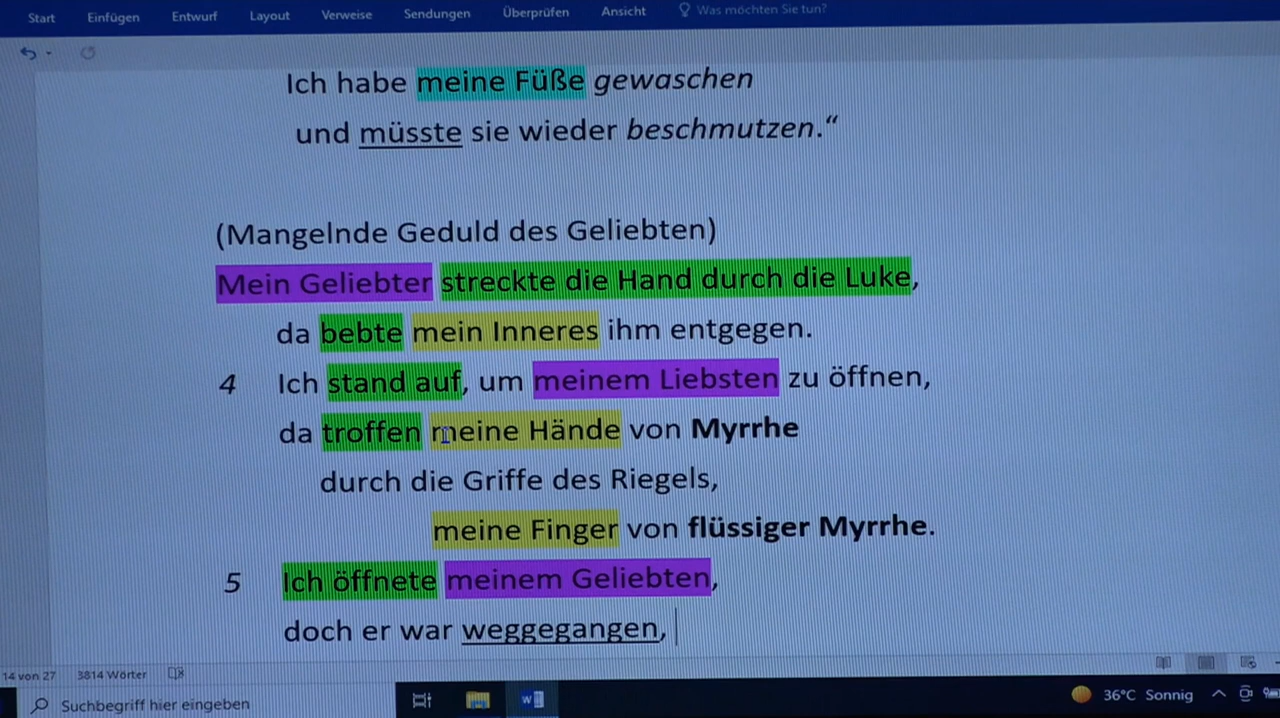 Start Einfügen Entwurf Layout Verweise Sendungen Überprüfen Ansicht Was möchten Sie tun?
Ich habe meine Füße gewaschen
und müsste sie wieder beschmutzen.“
(Mangelnde Geduld des Geliebten)
Mein Geliebter streckte die Hand durch die Luke,
da bebte mein Inneres ihm entgegen.
4 Ich stand auf, um meinem Liebsten zu öffnen,
da troffen meine Hände von Myrrhe
durch die Griffe des Riegels,
meine Finger von flüssiger Myrrhe.
5 Ich öffnete meinem Geliebten,
doch er war weggegangen,
14 von 27 3814 Wörter
Suchbegriff hier eingeben 36°C Sonnig